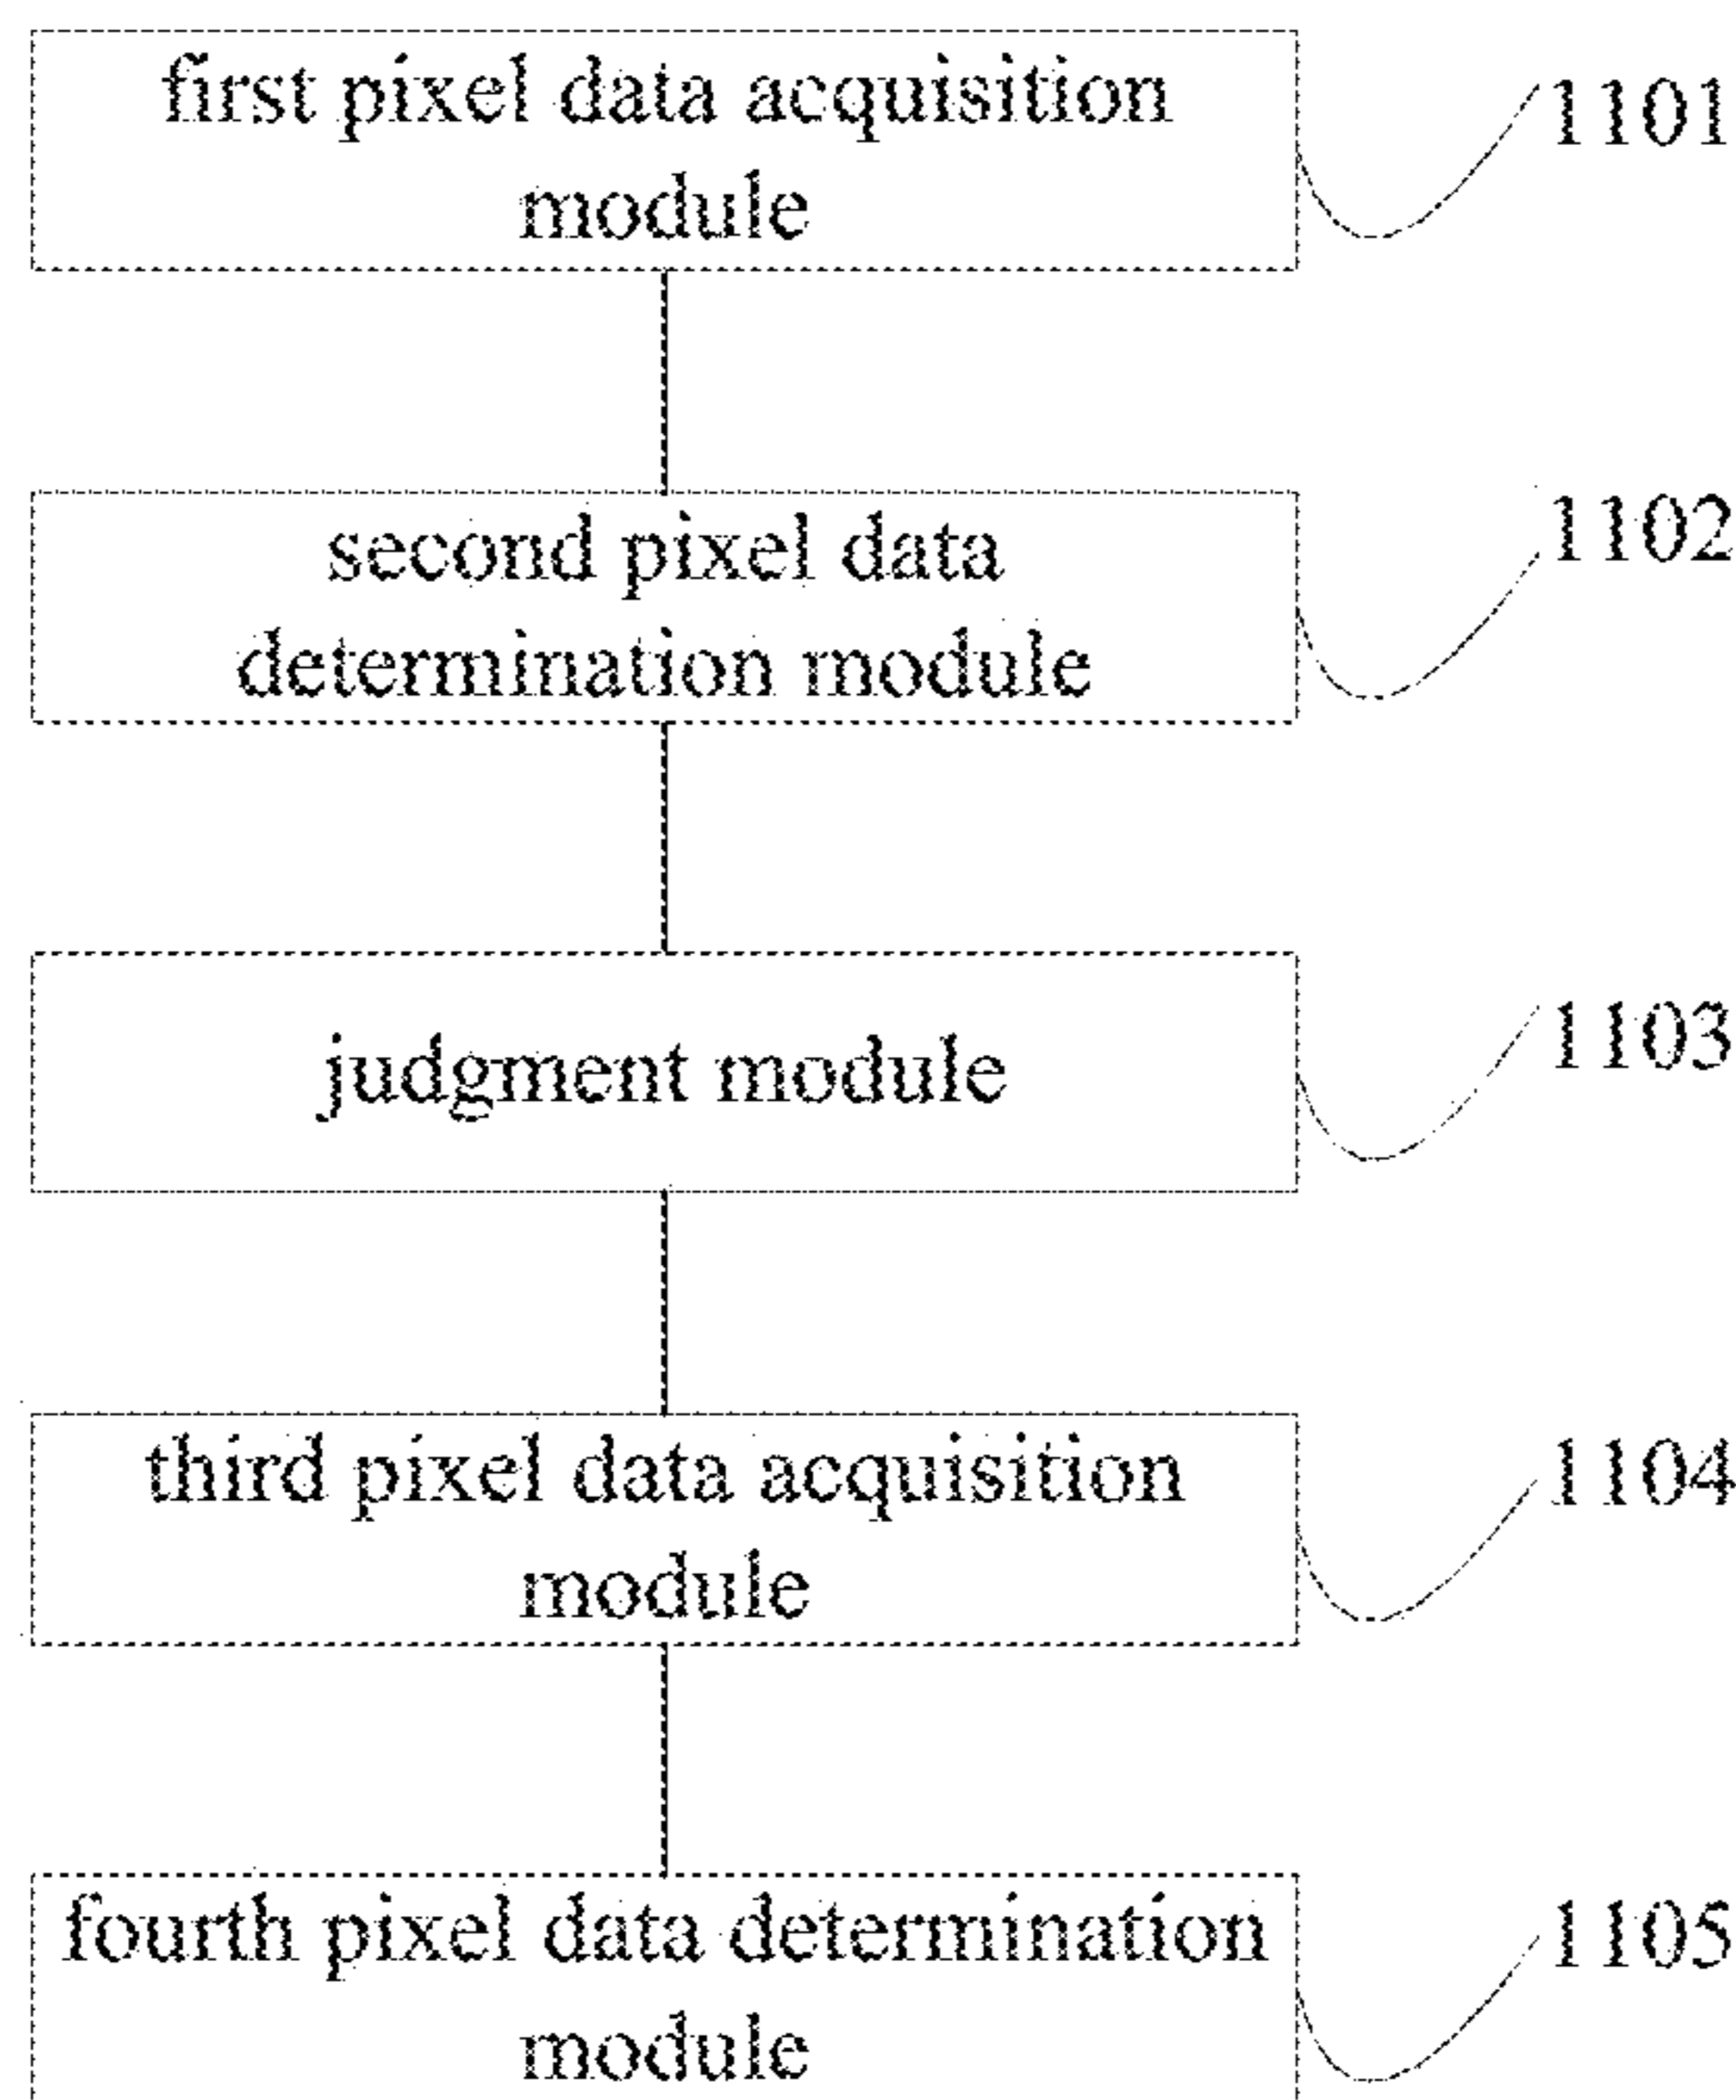 first pixel data acquisition
module
1101
second pixel data
determination module
1102
judgment module
1103
third pixel data acquisition
module
1104
fourth pixel data determination
module
1105